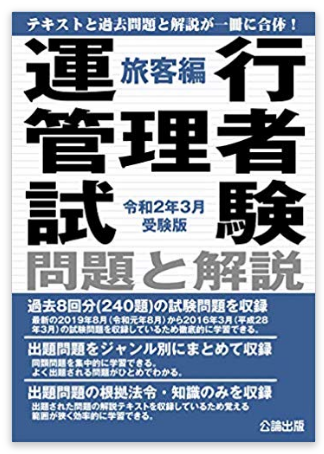 テキストと過去問題と解説が一冊に合体！
運行 旅客編
管理者
試験 令和2年3月
受験版
問題と解説
過去8回分(240題)の試験問題を収録
最新の2019年8月(令和元年8月)から2016年3月(平成28
年3月)の試験問題を収録しているため徹底的に学習できる。
出題問題をジャンル別にまとめて収録
同類問題を集中的に学習できる。
よく出題される問題がひとめでわかる。
出題問題の根拠法令・知識のみを収録
出題された問題の解説テキストを収録しているため覚える
範囲が狭く効率的に学習できる。
公論出版